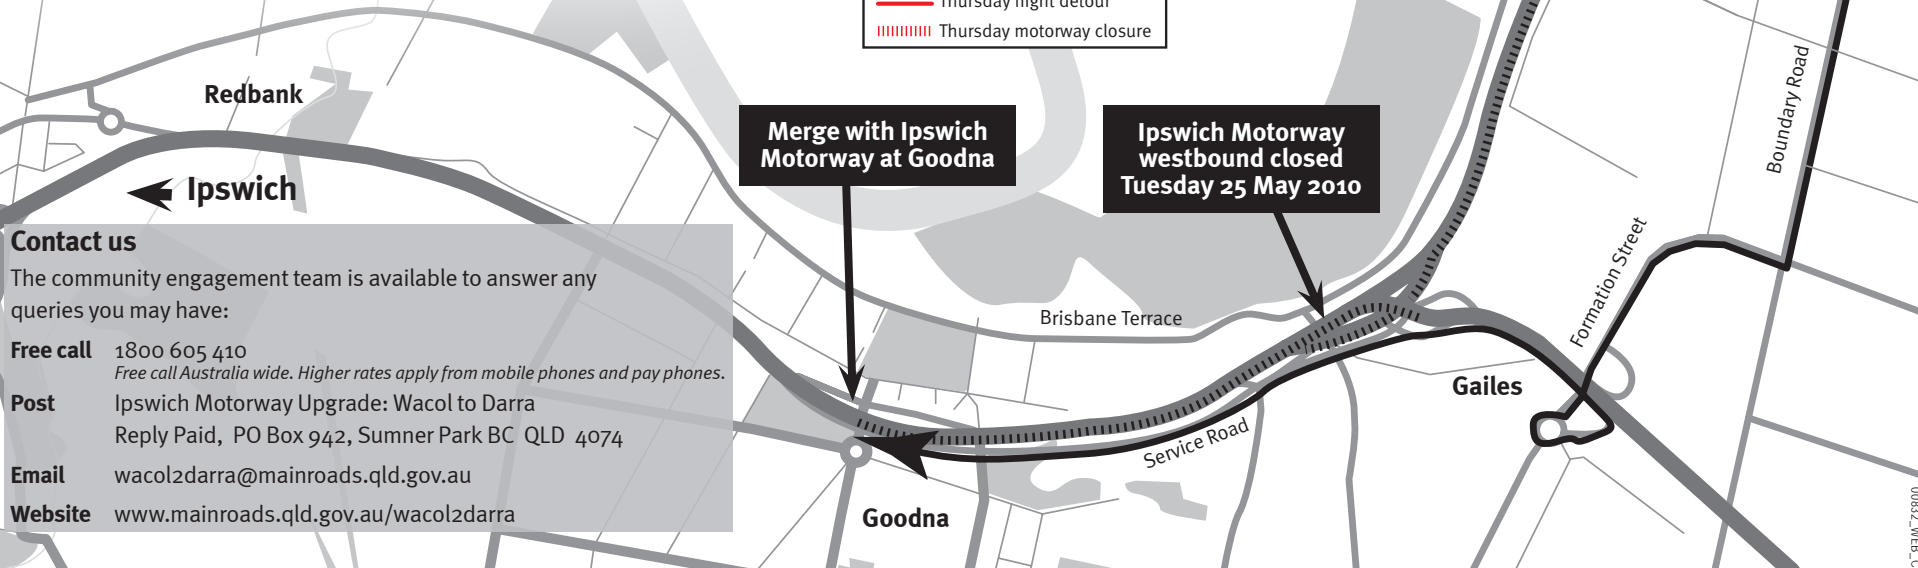 Thursday night detour
Thursday motorway closure
Redbank
Boundary Road
Merge with Ipswich
Motorway at Goodna
Ipswich Motorway
westbound closed
Tuesday 25 May 2010
Ipswich
Contact us
The community engagement team is available to answer any
queries you may have:
Free call 1800 605 410
Free call Australia wide. Higher rates apply from mobile phones and pay phones.
Post Ipswich Motorway Upgrade: Wacol to Darra
Reply Paid, PO Box 942, Sumner Park BC QLD 4074
Email wacol2darra@mainroads.qld.gov.au
Website www.mainroads.qld.gov.au/wacol2darra
Formation Street
Brisbane Terrace
Gailes
Service Road
Goodna